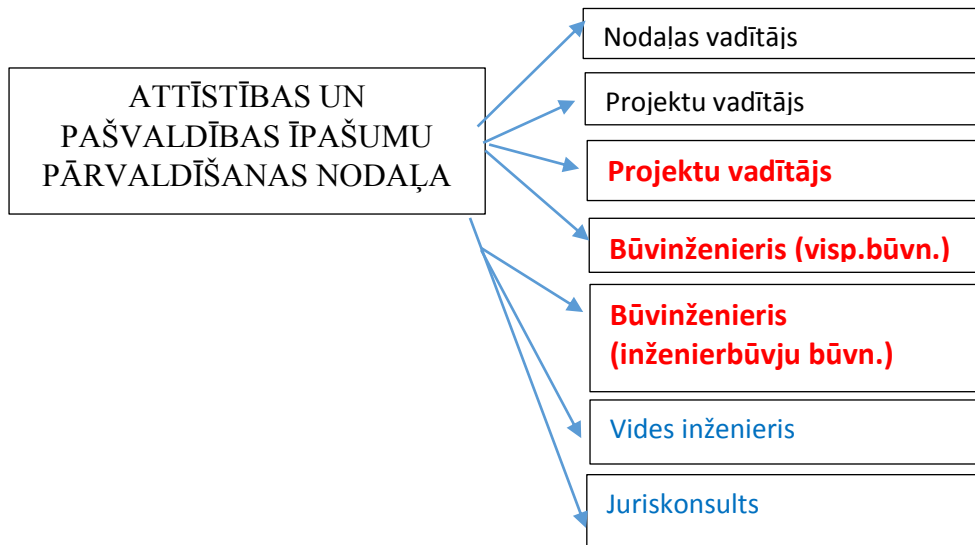 ATTĪSTĪBAS UN
PAŠVALDĪBAS ĪPAŠUMU
PĀRVALDĪŠANAS NODAĻA
Nodaļas vadītājs
Projektu vadītājs
Projektu vadītājs
Būvinženieris (visp.būvn.)
Būvinženieris
(inženierbūvju būvn.)
Vides inženieris
Juriskonsults